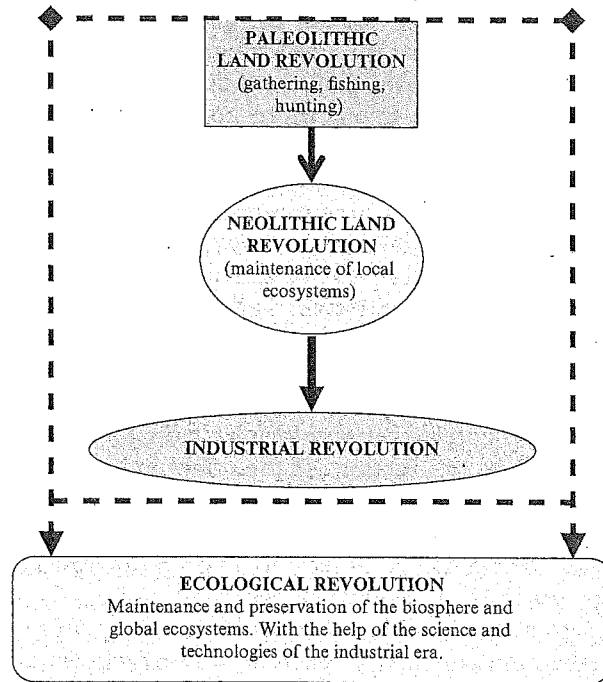 PALEOLITHIC
LAND REVOLUTION
(gathering, fishing,
hunting)
NEOLITHIC LAND
REVOLUTION
(maintenance of local
ecosystems)
INDUSTRIAL REVOLUTION
ECOLOGICAL REVOLUTION
Maintenance and preservation of the biosphere and
global ecosystems. With the help of the science and
technologies of the industrial era.